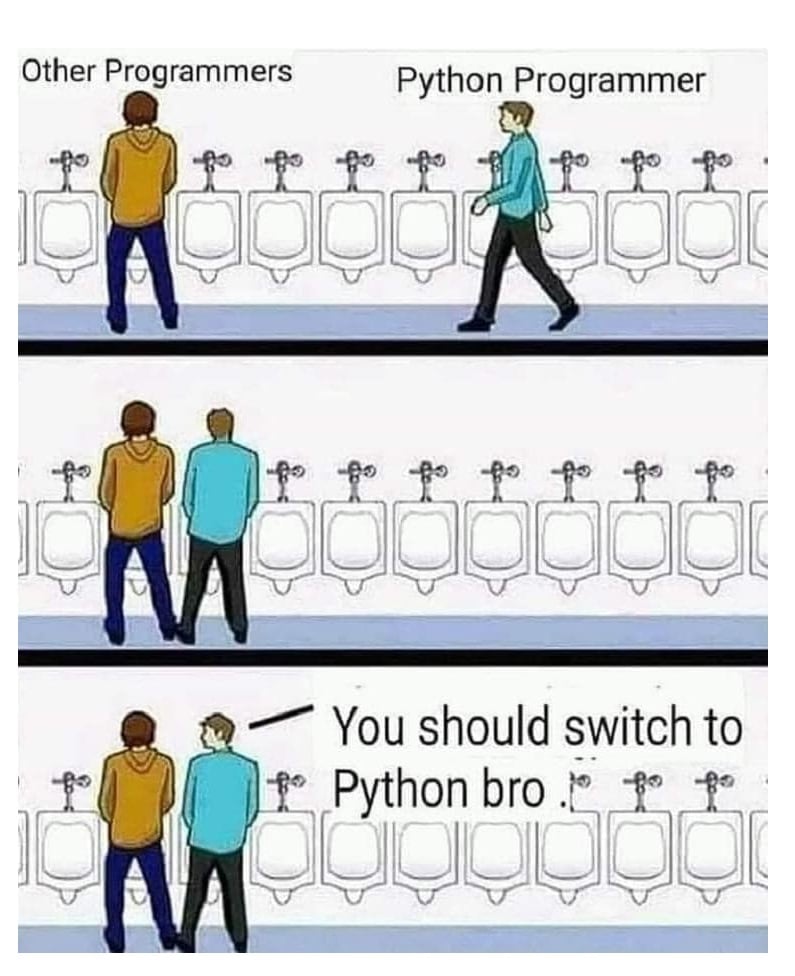 Other Programmers
Python Programmer
You should switch to
Python bro .